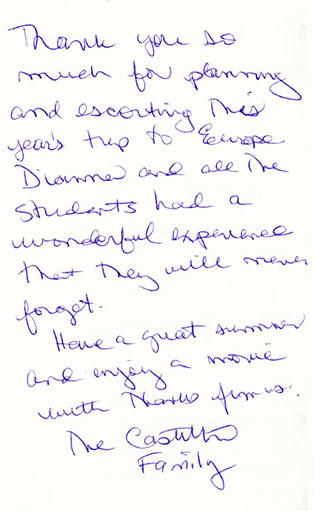 Thank you so
much for planning
and escorting this
year's trip to Europe
Dianna and all the
students had a
wonderful experience
that they will never
forget.
Have a great summer
and enjoy a movie
with thanks from us.
The Castillo
Family